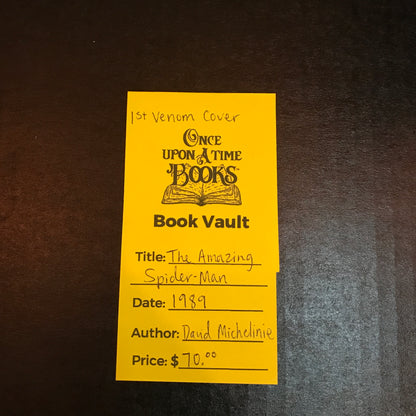 1st Venom Cover
ONCE
UPON A TIME
BOOKS
Book Vault
Title: The Amazing
Spider-Man
Date: 1989
Author: David Michelinie
Price: $70.00